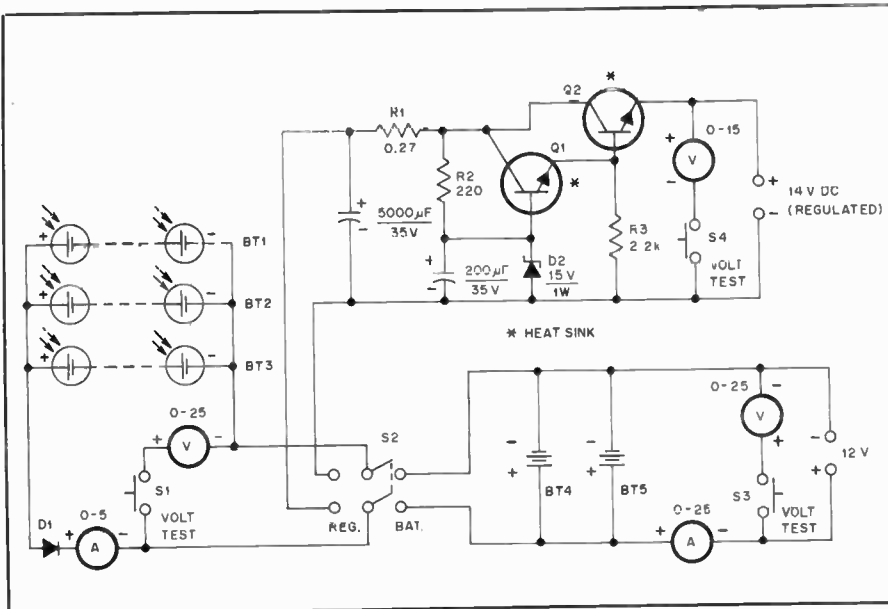 *
Q2
R1
0.27
0-15
+
V
-
Q1
*
R2
220
14 V DC
(REGULATED)
+
-
+
5000µF
-
35V
R3
2.2k
S4
VOLT
TEST
+
200µF
-
35V
D2
15 V
1W
* HEAT SINK
+
-
BT1
+
-
BT2
+
-
BT3
0-25
+
V
-
S1
VOLT
TEST
D1
0-5
+
A
-
S2
REG.
BAT.
-
+
BT4
-
+
BT5
0-25
-
V
+
-
12 V
+
S3
VOLT
TEST
0-25
+
A
-